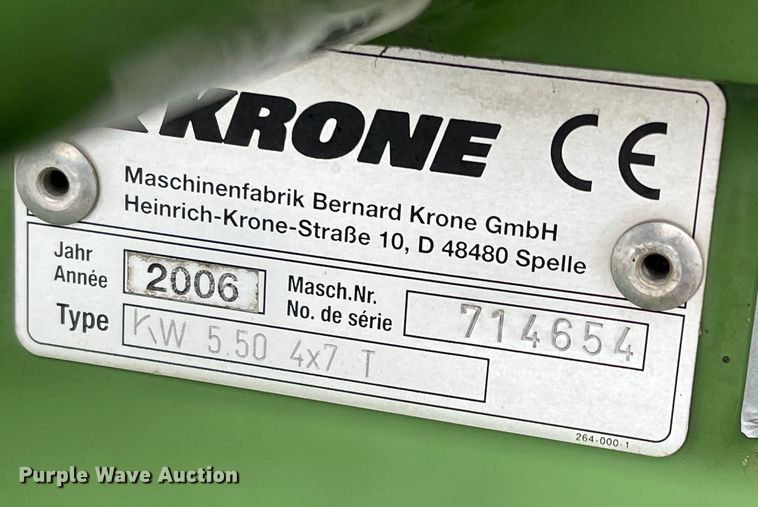 KRONE CE
Maschinenfabrik Bernard Krone GmbH
Heinrich-Krone-Straße 10, D 48480 Spelle
Jahr
Année
2006
Masch.Nr.
No. de série
714654
Type
KW 5.50 4x7 T
264-000-1
Purple Wave Auction